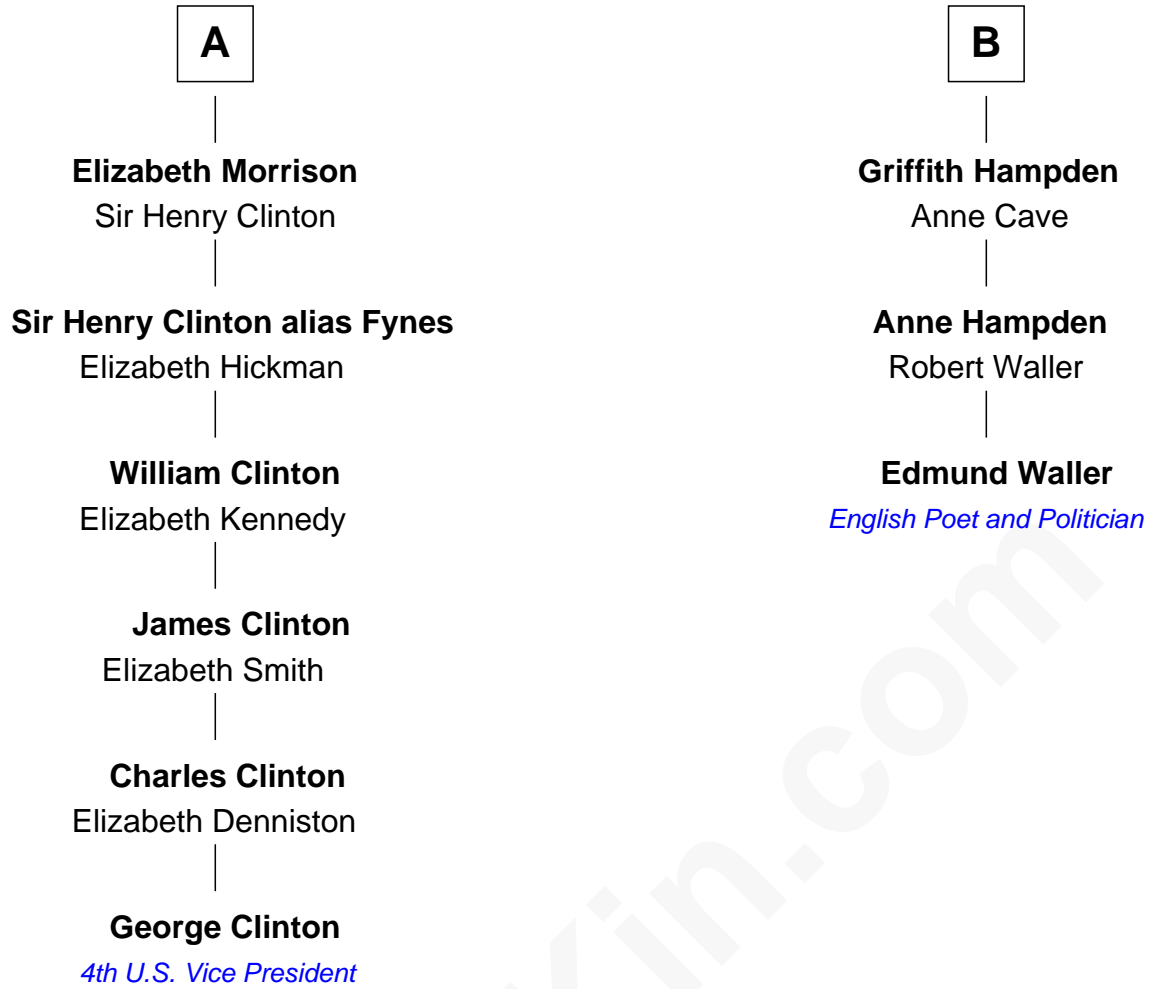 A
Elizabeth Morrison
Sir Henry Clinton
Sir Henry Clinton alias Fynes
Elizabeth Hickman
William Clinton
Elizabeth Kennedy
James Clinton
Elizabeth Smith
Charles Clinton
Elizabeth Denniston
George Clinton
4th U.S. Vice President
B
Griffith Hampden
Anne Cave
Anne Hampden
Robert Waller
Edmund Waller
English Poet and Politician